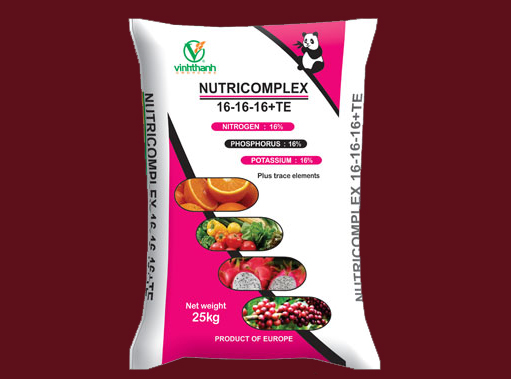 vinhthanh
NUTRICOMPLEX
16-16-16+TE
NITROGEN : 16%
PHOSPHORUS : 16%
POTASSIUM : 16%
Plus trace elements
Net weight
25kg
PRODUCT OF EUROPE
NUTRICOMPLEX 16-16-16+TE
NUTRICOMPLEX 16-16-16+TE